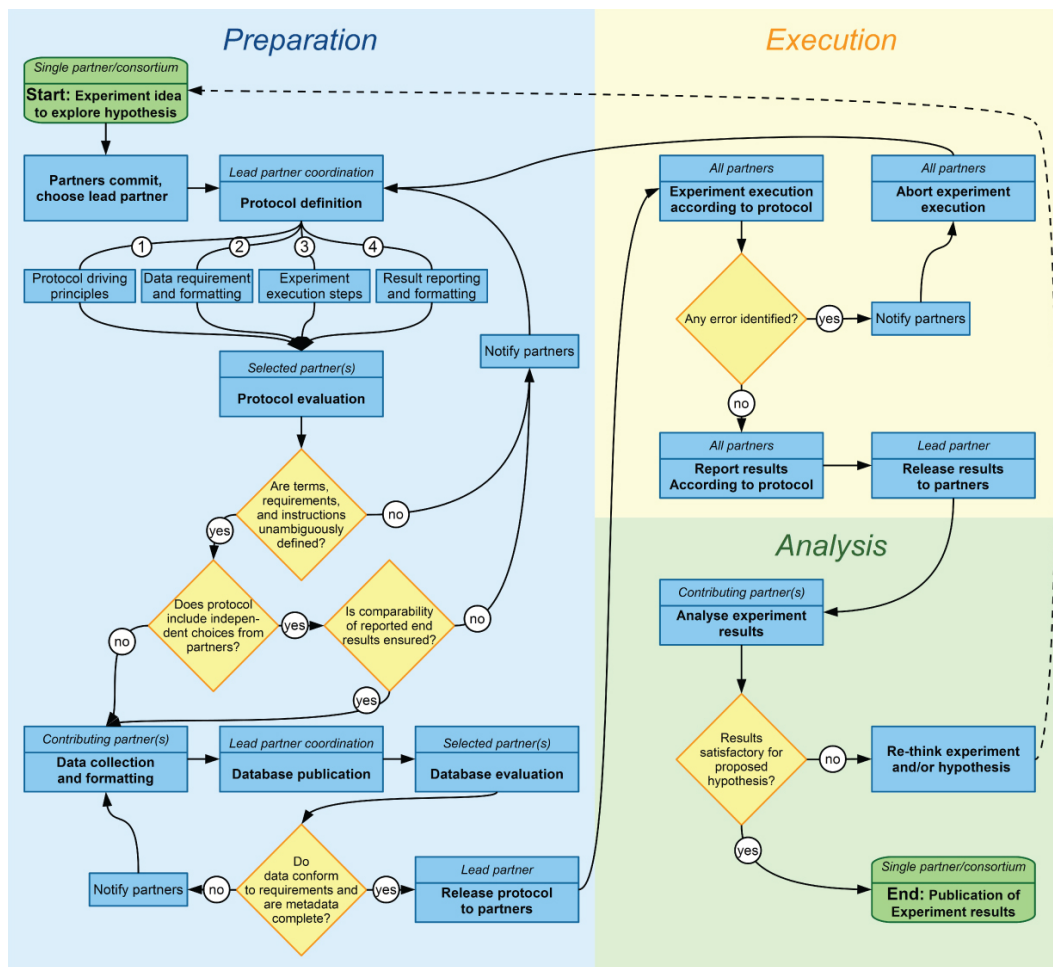 Preparation
Single partner/consortium
Start: Experiment idea
to explore hypothesis
Partners commit,
choose lead partner
Lead partner coordination
Protocol definition
1
2
3
4
Protocol driving
principles
Data requirement
and formatting
Experiment
execution steps
Result reporting
and formatting
Notify partners
Selected partner(s)
Protocol evaluation
Are terms,
requirements,
and instructions
unambiguously
defined?
no
yes
Does protocol
include indepen-
dent choices from
partners?
yes
no
Is comparability
of reported end
results ensured?
no
yes
Contributing partner(s)
Data collection
and formatting
Lead partner coordination
Database publication
Selected partner(s)
Database evaluation
Do
data conform
to requirements and
are metadata
complete?
no
Notify partners
yes
Lead partner
Release protocol
to partners
Execution
All partners
Experiment execution
according to protocol
All partners
Abort experiment
execution
Any error identified?
yes
Notify partners
no
All partners
Report results
According to protocol
Lead partner
Release results
to partners
Analysis
Contributing partner(s)
Analyse experiment
results
Results
satisfactory for
proposed
hypothesis?
no
Re-think experiment
and/or hypothesis
yes
Single partner/consortium
End: Publication of
Experiment results